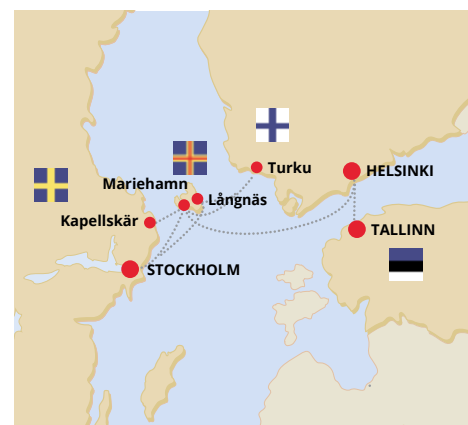 Turku
HELSINKI
Mariehamn
Långnäs
Kapellskär
TALLINN
STOCKHOLM